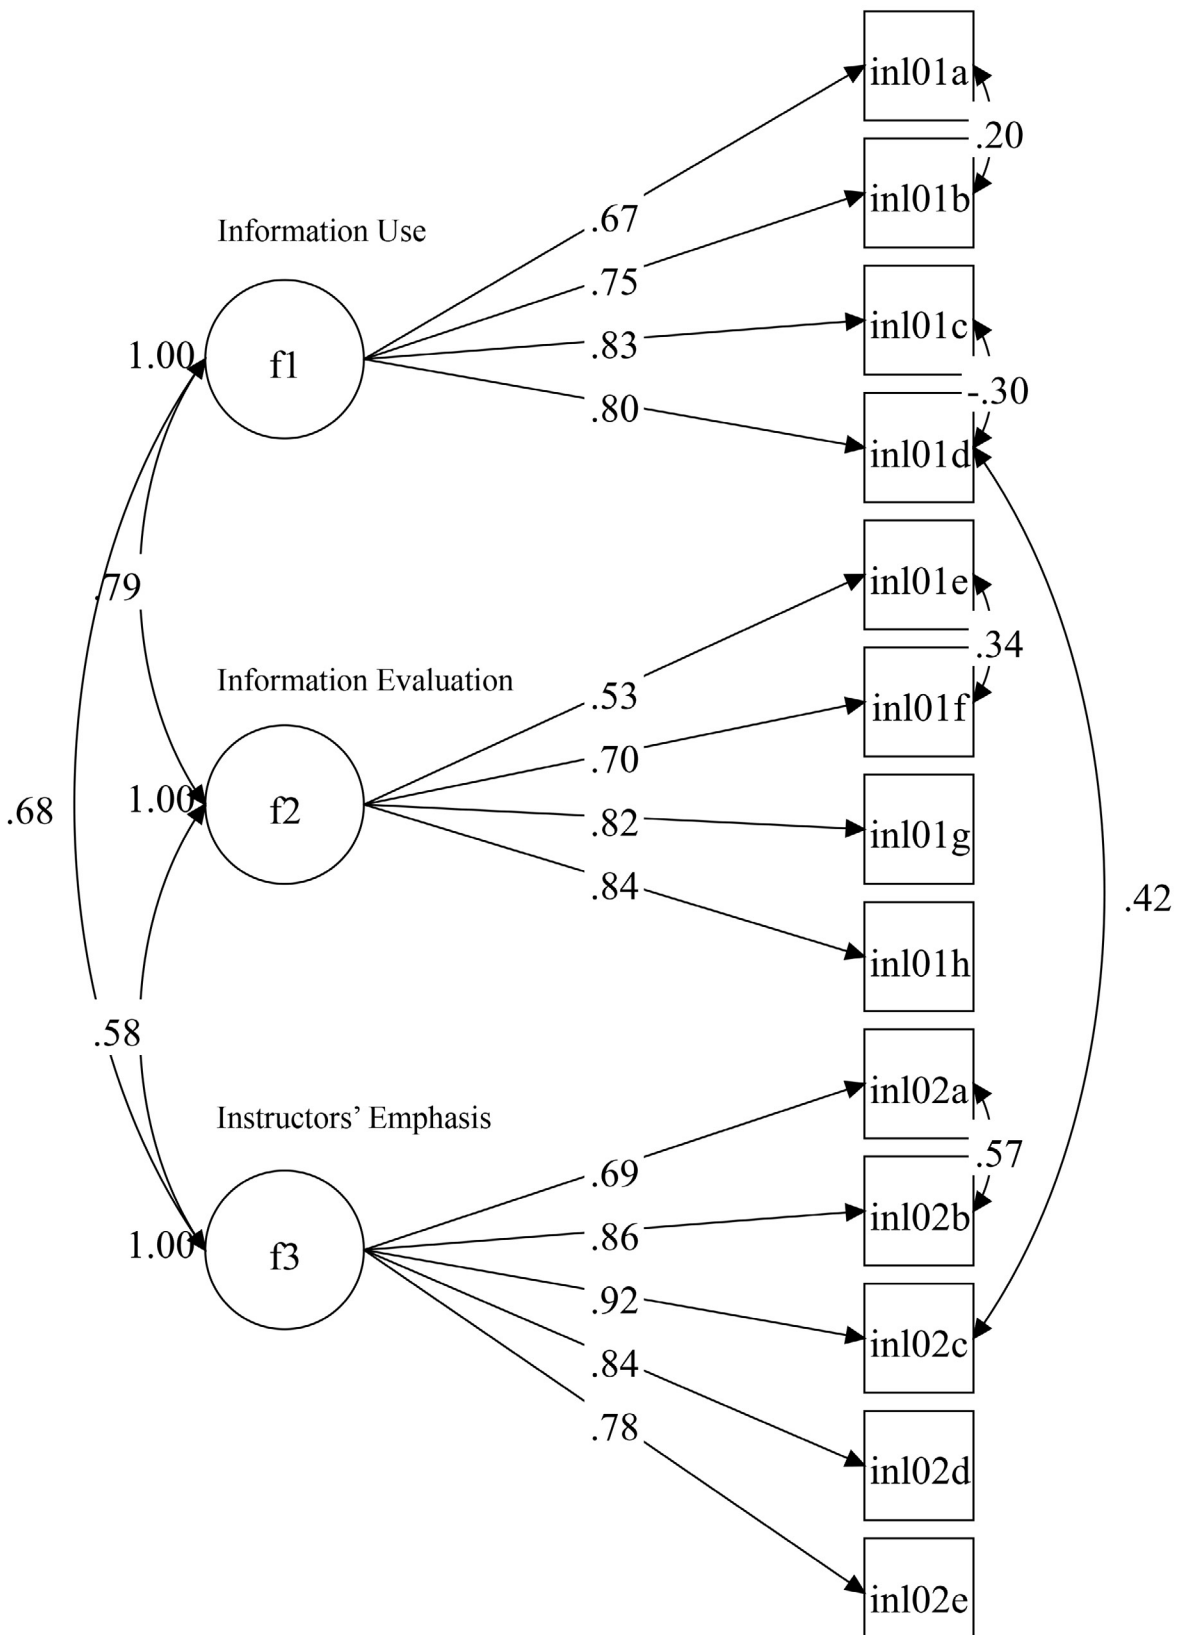 inl01a
.20
inl01b
.67
Information Use
.75
inl01c
.83
1.00
f1
-.30
.80
inl01d
inl01e
.79
.34
Information Evaluation
.53
inl01f
.70
1.00
f2
.68
.82
inl01g
.84
.42
inl01h
.58
inl02a
Instructors’ Emphasis
.57
.69
inl02b
.86
1.00
f3
.92
inl02c
.84
.78
inl02d
inl02e